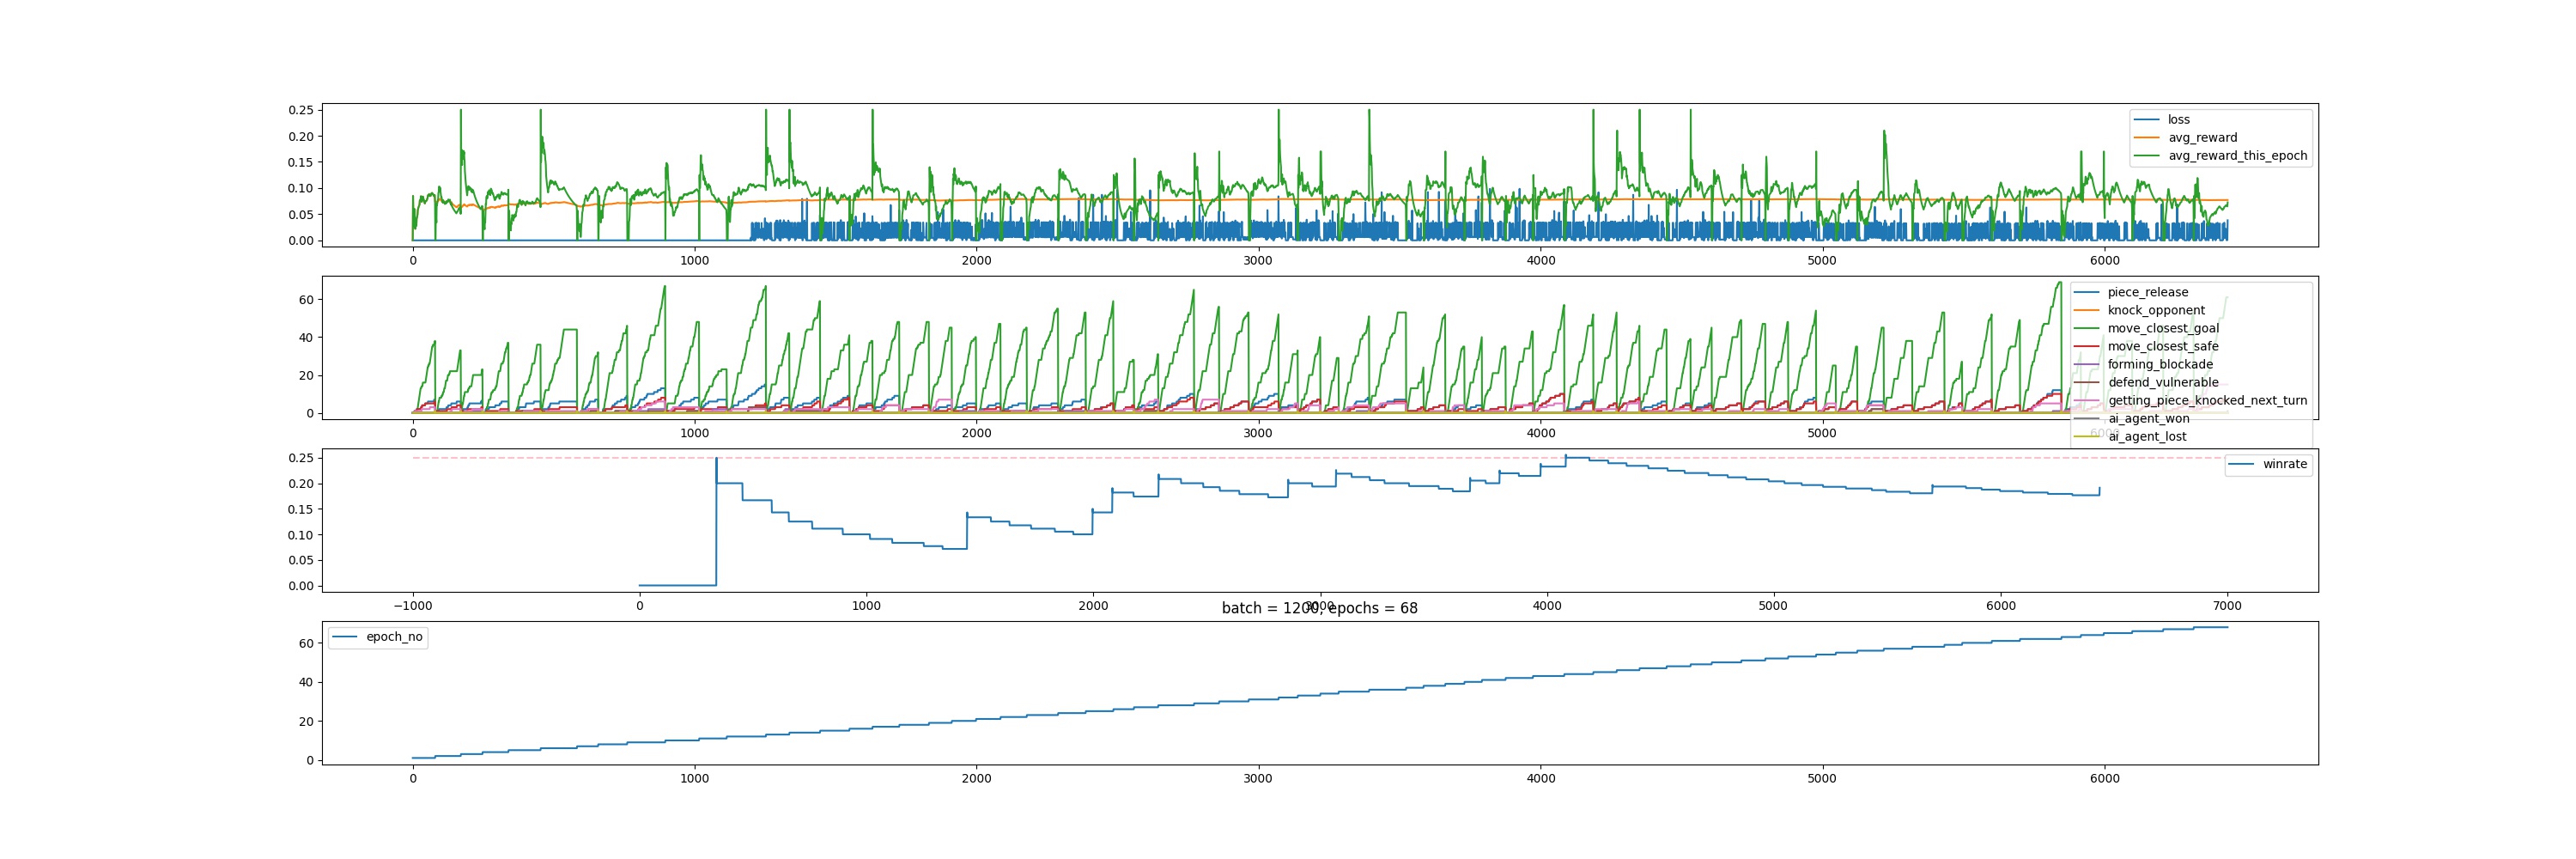 0.25
0.20
0.15
0.10
0.05
0.00
loss
avg_reward
avg_reward_this_epoch
0 1000 2000 3000 4000 5000 6000
60
40
20
0
piece_release
knock_opponent
move_closest_goal
move_closest_safe
forming_blockade
defend_vulnerable
getting_piece_knocked_next_turn
ai_agent_won
ai_agent_lost
0 1000 2000 3000 4000 5000 6000
0.25
0.20
0.15
0.10
0.05
0.00
winrate
−1000 0 1000 2000 3000 4000 5000 6000 7000
batch = 1200, epochs = 68
60
40
20
0
epoch_no
0 1000 2000 3000 4000 5000 6000